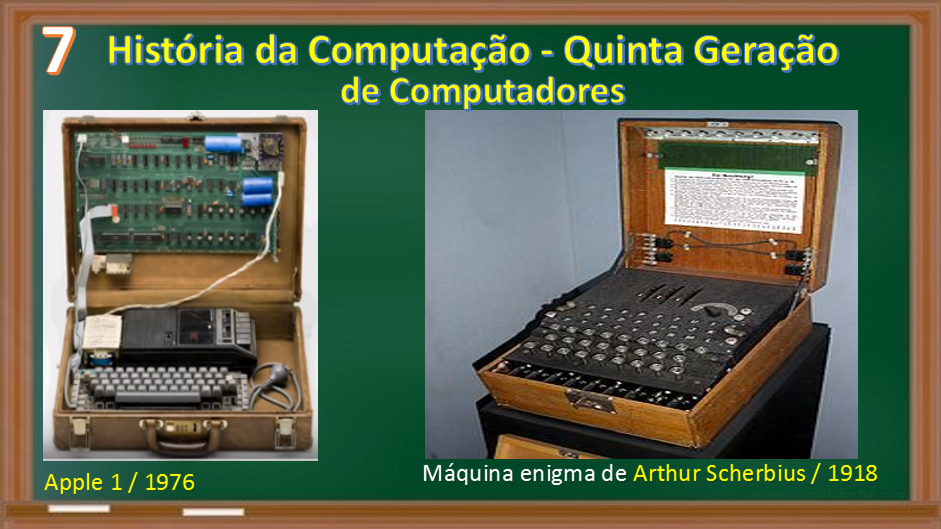 7
História da Computação - Quinta Geração
de Computadores
Apple 1 / 1976
Máquina enigma de Arthur Scherbius / 1918